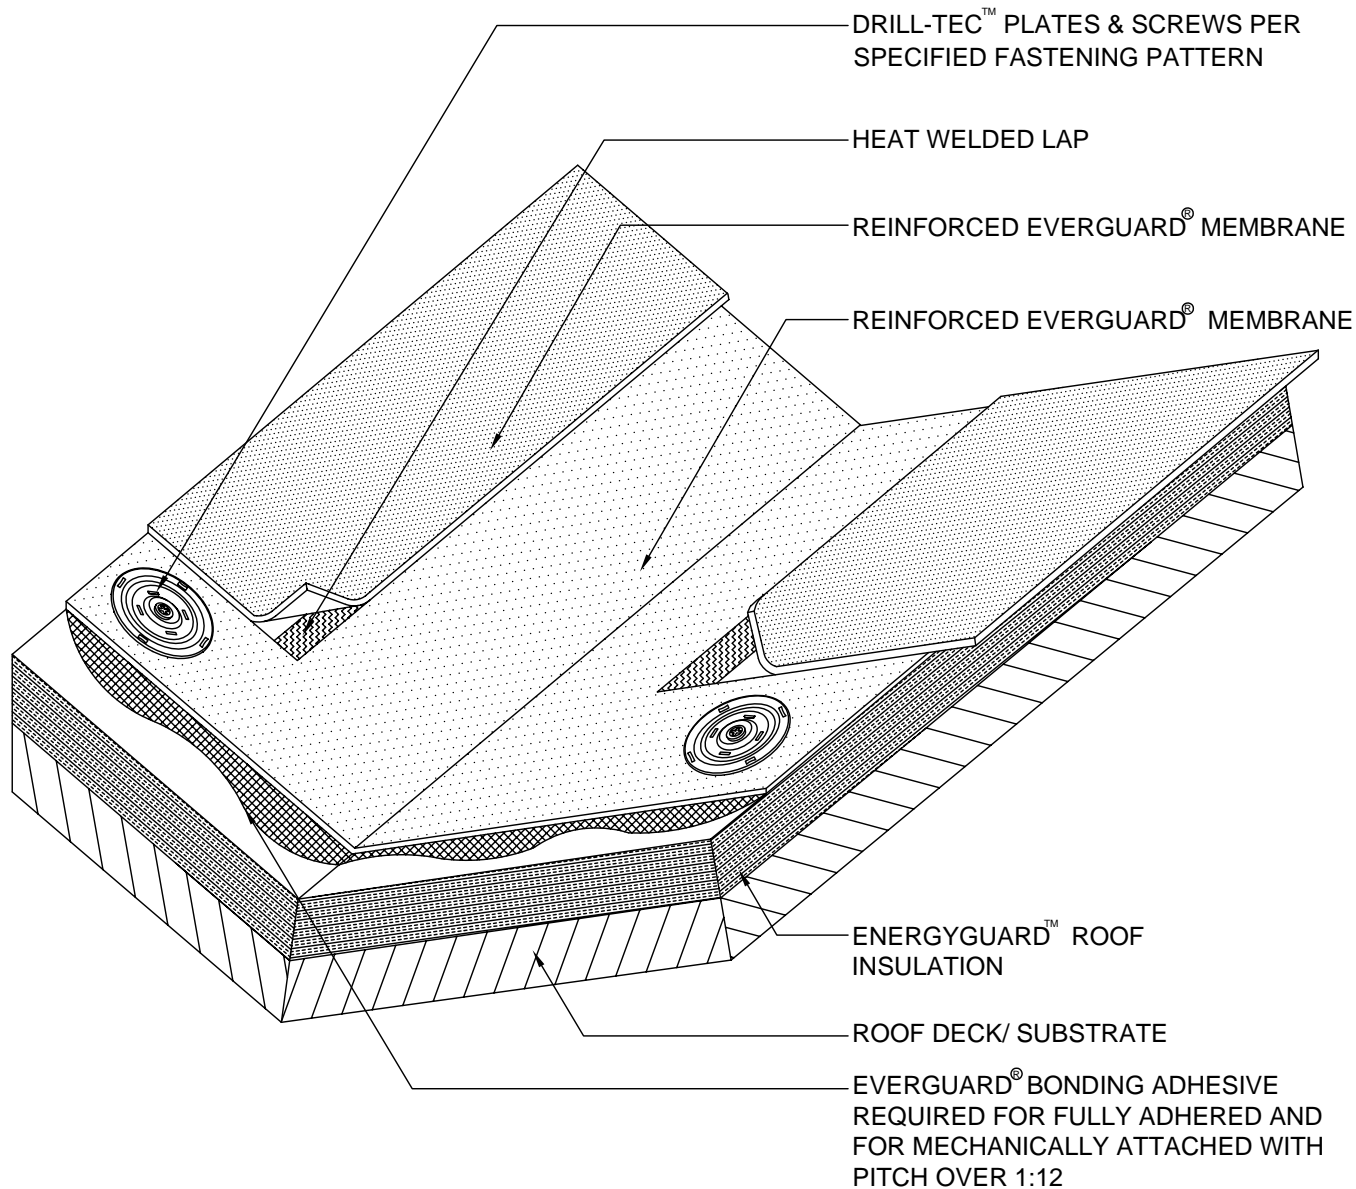 DRILL-TEC™ PLATES & SCREWS PER
SPECIFIED FASTENING PATTERN
HEAT WELDED LAP
REINFORCED EVERGUARD® MEMBRANE
REINFORCED EVERGUARD® MEMBRANE
ENERGYGUARD™ ROOF
INSULATION
ROOF DECK/ SUBSTRATE
EVERGUARD® BONDING ADHESIVE
REQUIRED FOR FULLY ADHERED AND
FOR MECHANICALLY ATTACHED WITH
PITCH OVER 1:12